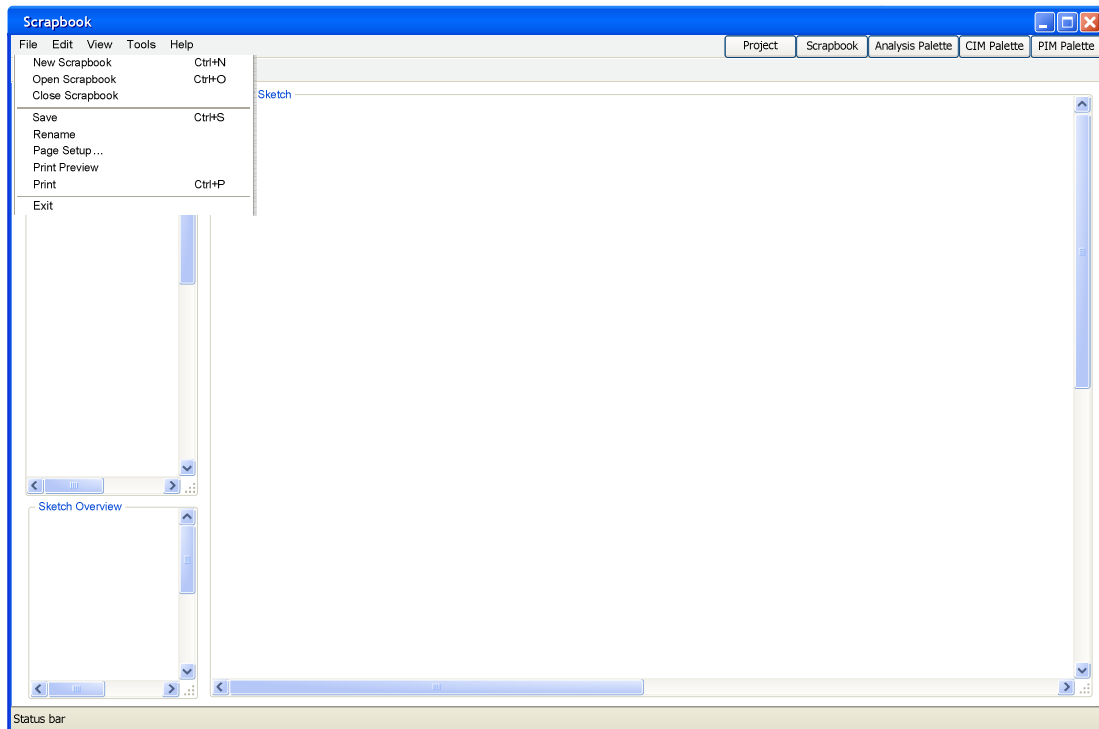 Scrapbook
File Edit View Tools Help
Project Scrapbook Analysis Palette CIM Palette PIM Palette
New Scrapbook Ctrl+N
Open Scrapbook Ctrl+O
Close Scrapbook
Save Ctrl+S
Rename
Page Setup...
Print Preview
Print Ctrl+P
Exit
Sketch
Sketch Overview
Status bar